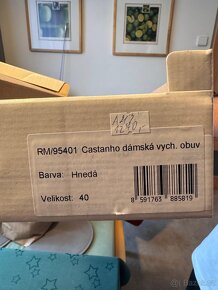 RM/95401 Castanho dámská vych. obuv
Barva: Hnedá
Velikost: 40
8 591763 885819